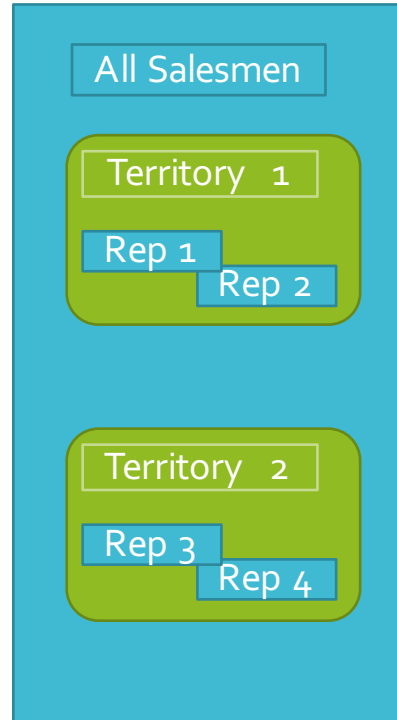 All Salesmen
Territory 1
Rep 1
Rep 2
Territory 2
Rep 3
Rep 4